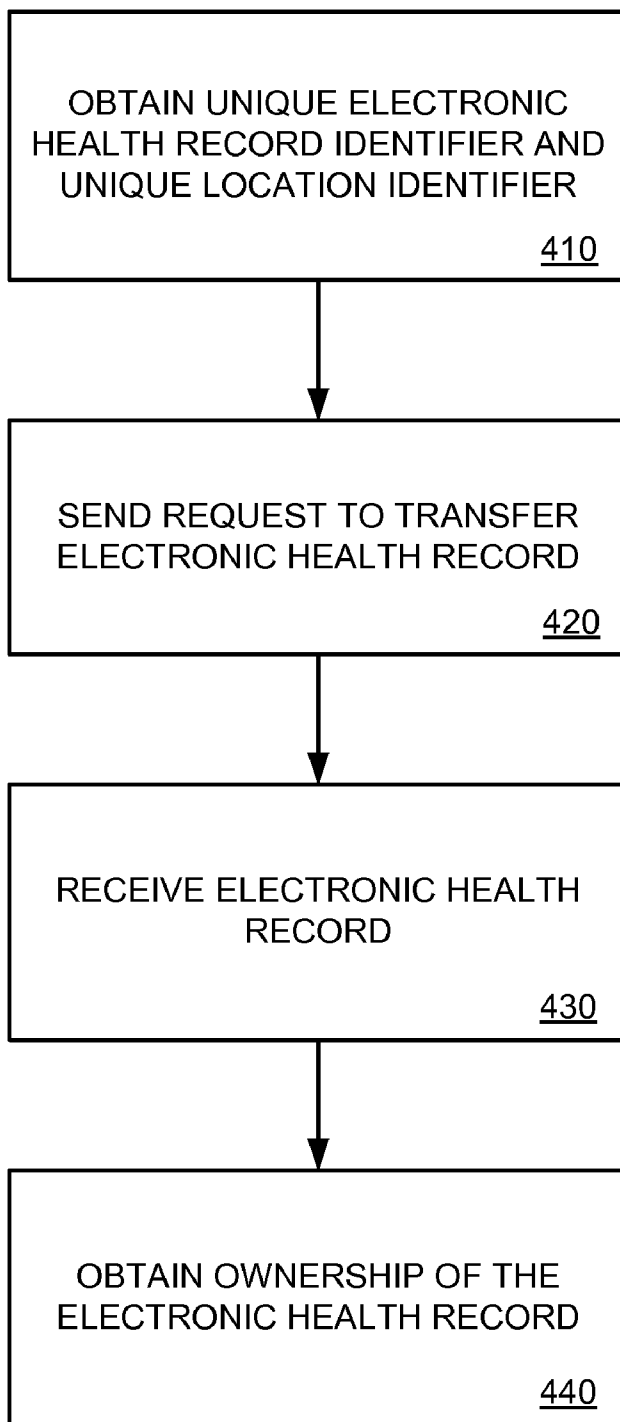 OBTAIN UNIQUE ELECTRONIC
HEALTH RECORD IDENTIFIER AND
UNIQUE LOCATION IDENTIFIER
410
SEND REQUEST TO TRANSFER
ELECTRONIC HEALTH RECORD
420
RECEIVE ELECTRONIC HEALTH
RECORD
430
OBTAIN OWNERSHIP OF THE
ELECTRONIC HEALTH RECORD
440